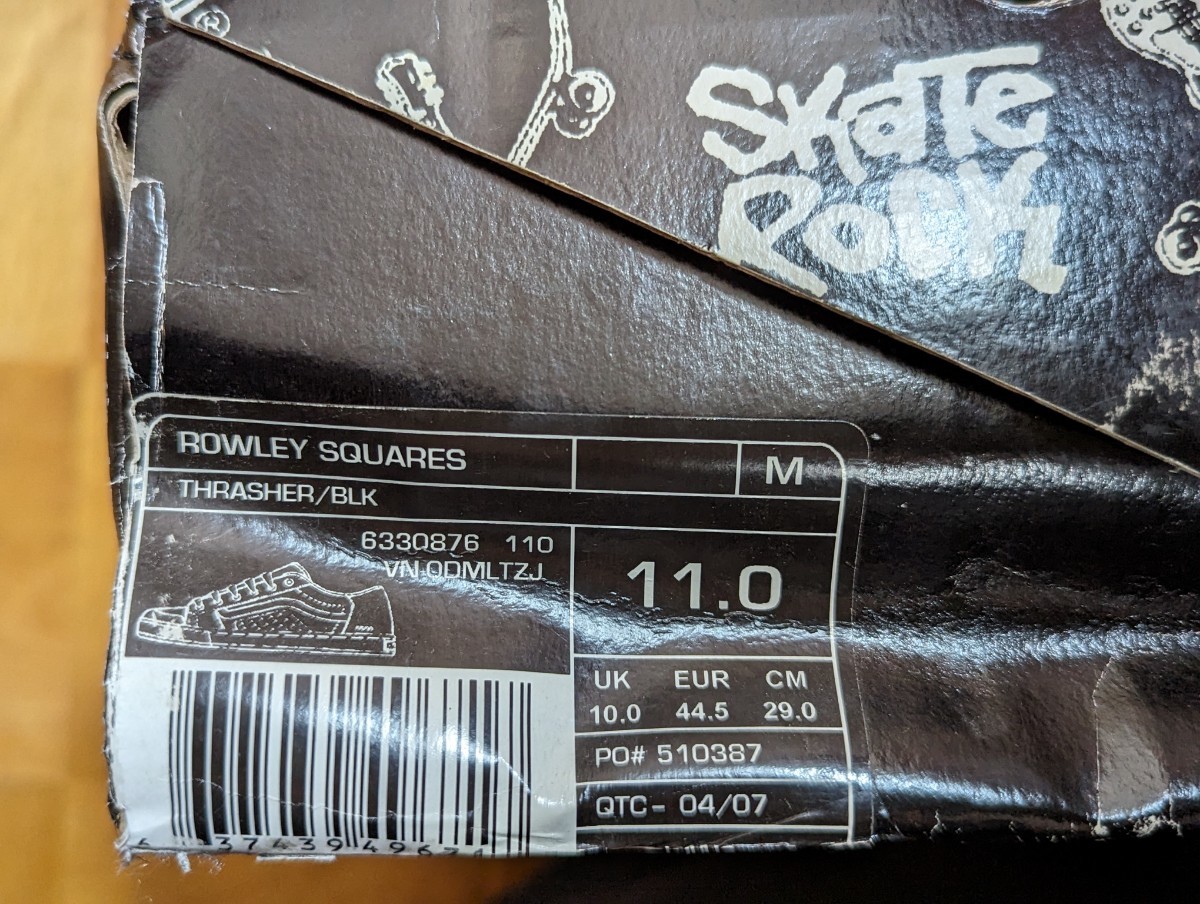 SKATE
ROCK
ROWLEY SQUARES
M
THRASHER/BLK
6330876 110
VN-0DMLTZJ
11.0
UK EUR CM
10.0 44.5 29.0
PO# 510387
QTC- 04/07